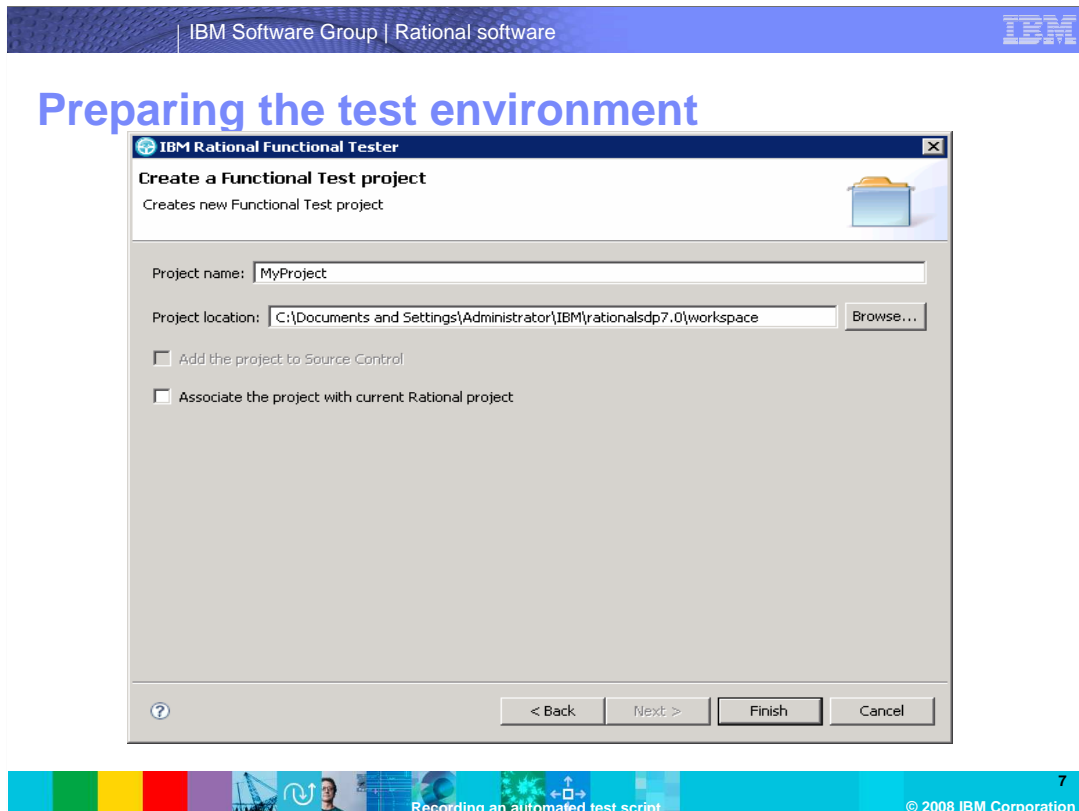 IBM Software Group | Rational software
IBM
Preparing the test environment
IBM Rational Functional Tester
Create a Functional Test project
Creates new Functional Test project
Project name: MyProject
Project location: C:\Documents and Settings\Administrator\IBM\rationalsdp7.0\workspace Browse...
Add the project to Source Control
Associate the project with current Rational project
? < Back Next > Finish Cancel
7
Recording an automated test script © 2008 IBM Corporation